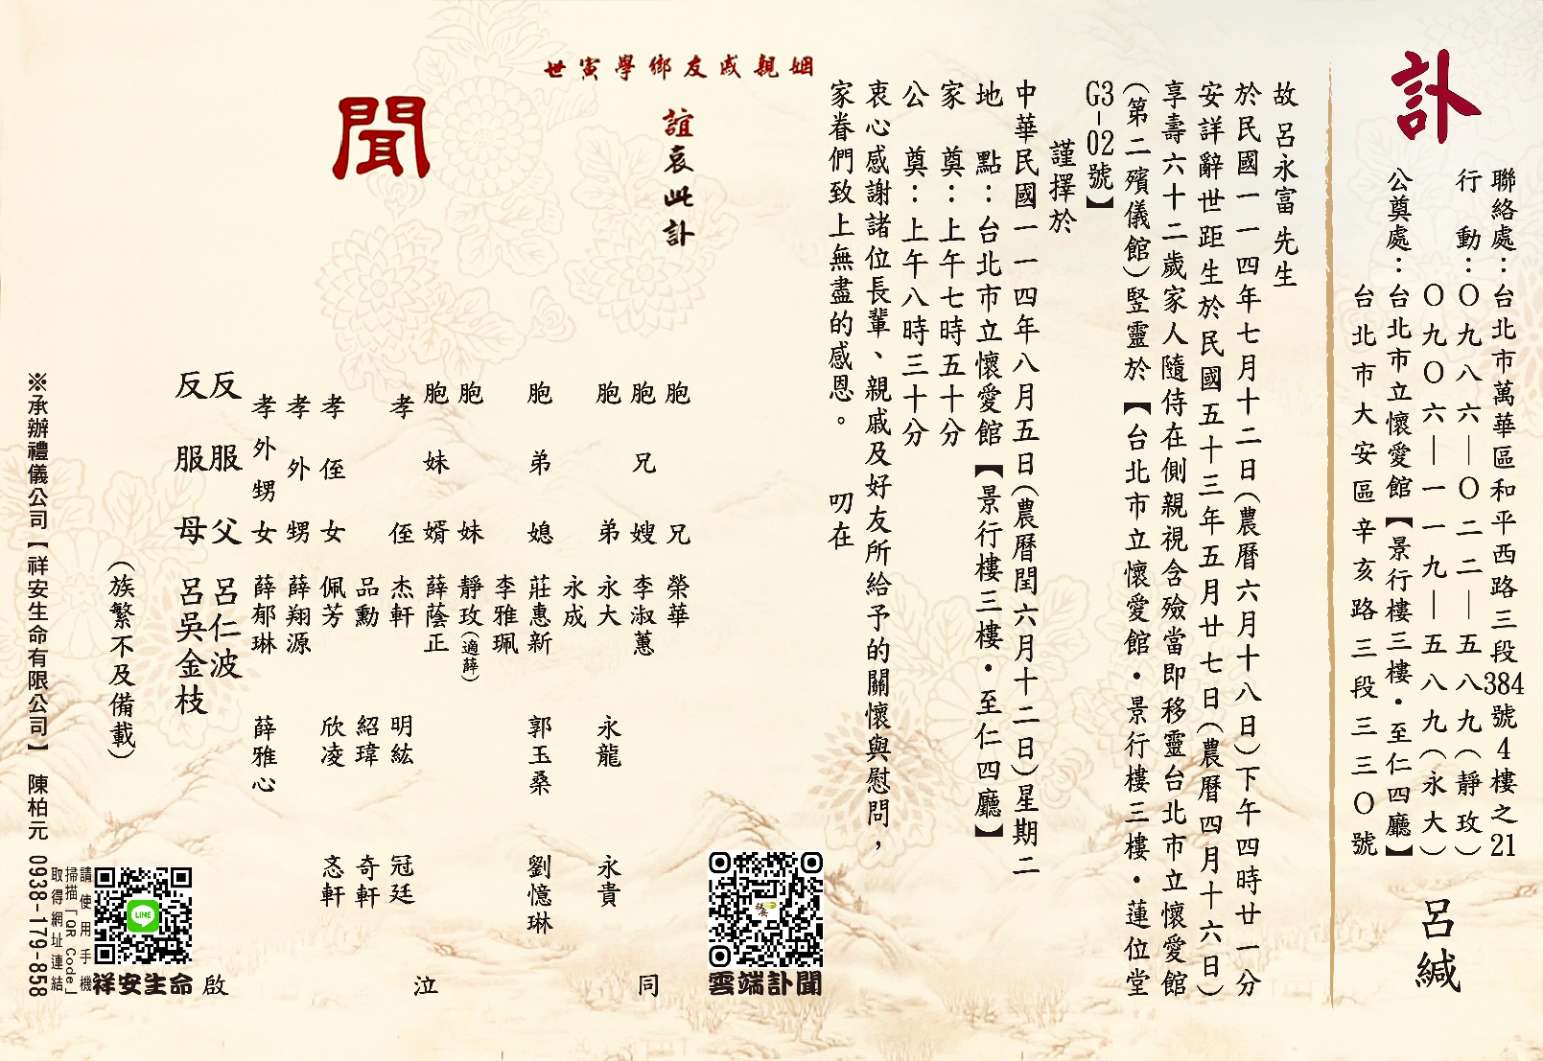 訃
聯絡處：台北市萬華區和平西路三段384號4樓之21
行動：〇九八六—〇二二—五八九（靜玫）
〇九〇六—一一九—五八九（永大）
公奠處：台北市立懷愛館【景行樓三樓・至仁四廳】
台北市大安區辛亥路三段三三〇號
呂緘
故呂永富先生
於民國一一四年七月十二日（農曆六月十八日）下午四時廿一分
安詳辭世距生於民國五十三年五月廿七日（農曆四月十六日）
享壽六十二歲家人隨侍在側親視含殮當即移靈台北市立懷愛館
（第二殯儀館）豎靈於【台北市立懷愛館・景行樓三樓・蓮位堂
G3-02號】
謹擇於
中華民國一一四年八月五日（農曆閏六月十二日）星期二
地點：台北市立懷愛館【景行樓三樓・至仁四廳】
家奠：上午七時五十分
公奠：上午八時三十分
衷心感謝諸位長輩、親戚及好友所給予的關懷與慰問，
家眷們致上無盡的感恩。　叨在
姻親戚友鄉學寅世
誼哀此訃
聞
胞兄　榮華
胞兄嫂　李淑蕙
胞弟　永大　永龍　永貴
永成
胞弟媳　莊惠新　郭玉桑　劉憶琳
李雅珮
胞妹　靜玫（適薛）
胞妹婿　薛蔭正
孝侄　杰軒　明紘　冠廷
品勳　紹瑋　奇軒
孝侄女　佩芳　欣凌　忞軒
孝外甥　薛翔源
孝外甥女　薛郁琳　薛雅心
反服父　呂仁波
反服母　呂吳金枝
（族繁不及備載）
同泣啟
雲端訃聞
LINE
祥安生命
請使用手機
掃描「QR Code」
取得網址連結
※承辦禮儀公司【祥安生命有限公司】　陳柏元　0938-179-858